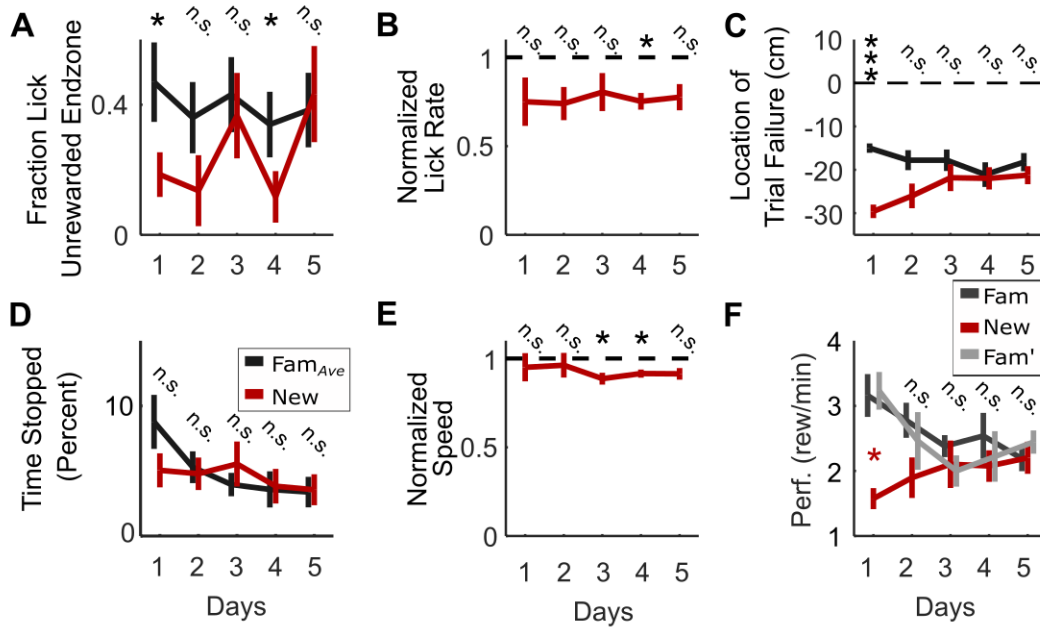 A
* n.s. n.s. * n.s.
Fraction Lick
Unrewarded Endzone
0.4
0
1 2 3 4 5
B
n.s. n.s. n.s. * n.s.
Normalized
Lick Rate
1
0.5
0
1 2 3 4 5
C
*** n.s. n.s. n.s. n.s.
Location of
Trial Failure (cm)
10
0
-10
-20
-30
1 2 3 4 5
D
n.s. n.s. n.s. n.s. n.s.
Time Stopped
(Percent)
10
0
Fam Ave
New
1 2 3 4 5
Days
E
n.s. n.s. * * n.s.
Normalized
Speed
1
0.5
0
1 2 3 4 5
Days
Fam
New
Fam'
F
* n.s. n.s. n.s. n.s.
Perf. (rew/min)
4
3
2
1
1 2 3 4 5
Days